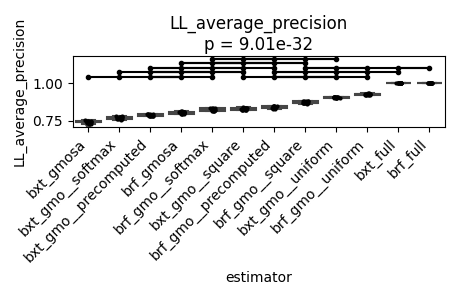 LL_average_precision
p = 9.01e-32
LL_average_precision
1.00
0.75
bxt_gmosa
bxt_gmo__softmax
bxt_gmo__precomputed
brf_gmosa
brf_gmo__softmax
bxt_gmo__square
brf_gmo__precomputed
brf_gmo__square
bxt_gmo__uniform
brf_gmo__uniform
bxt_full
brf_full
estimator